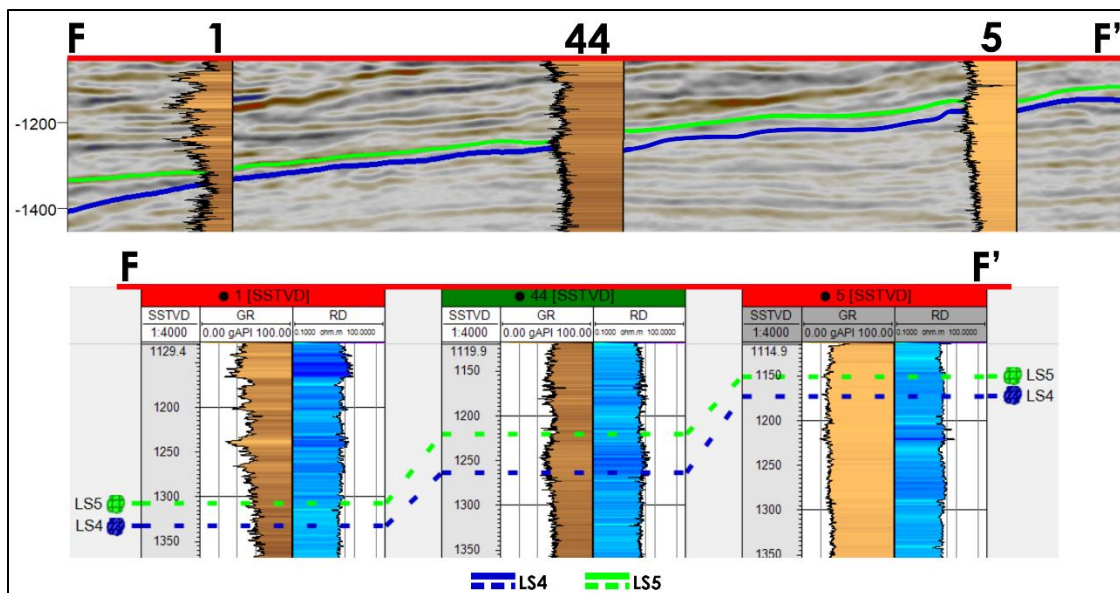 F 1 44 5 F'
-1200
-1400
F F'
● 1 [SSTVD] ● 44 [SSTVD] ● 5 [SSTVD]
SSTVD GR RD SSTVD GR RD SSTVD GR RD
1:4000 0.00 gAPI 100.00 0.1000 ohm.m 100.0000 1:4000 0.00 gAPI 100.00 0.1000 ohm.m 100.0000 1:4000 0.00 gAPI 100.00 0.1000 ohm.m 100.0000
1129.4 1119.9 1114.9
1150 1150 LS5
LS4
1200 1200 1200
1250 1250 1250
LS5 1300 1300 1300
LS4
1350 1350 1350
LS4 LS5